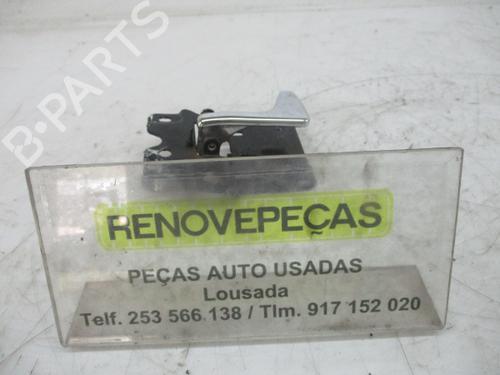 B-PARTS
RENOVEPEÇAS
PEÇAS AUTO USADAS
Lousada
Telf. 253 566 138 / Tlm. 917 152 020